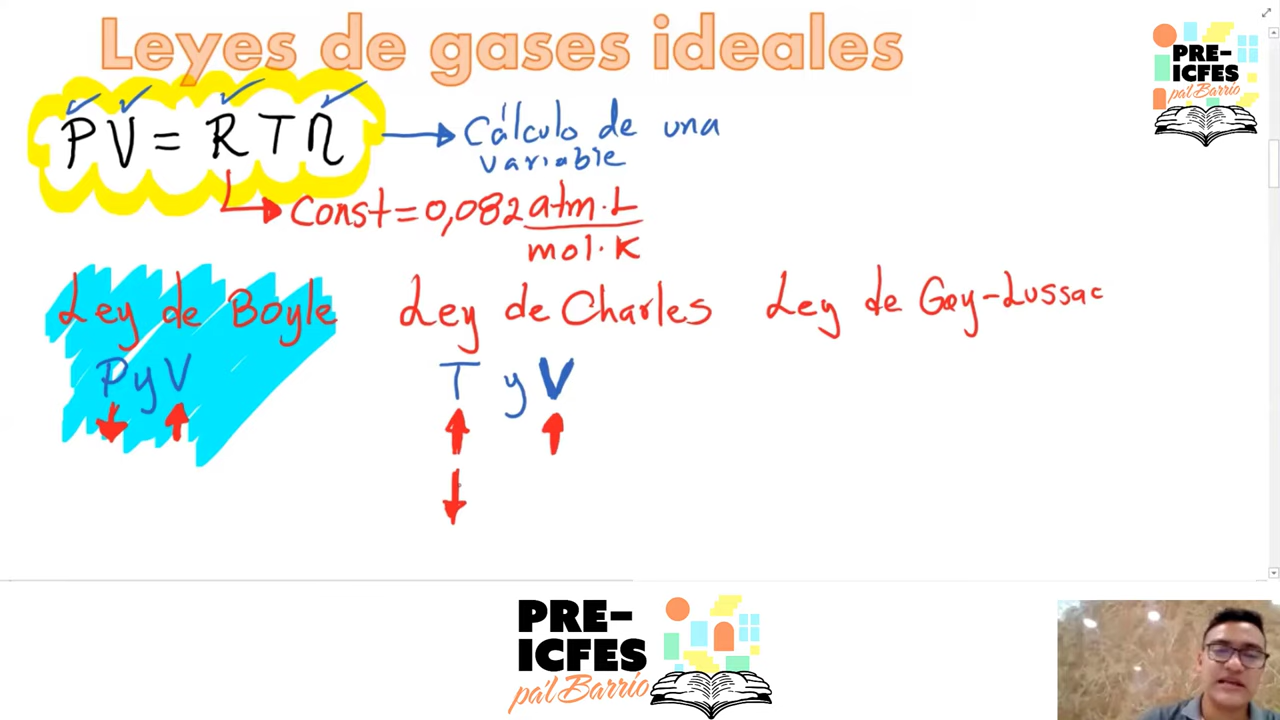 Leyes de gases ideales
PV = RTn
Cálculo de una
variable
Const = 0,082 atm·L
mol·K
Ley de Boyle
Ley de Charles
Ley de Gay-Lussac
P y V
T y V
PRE-
ICFES
pa'l Barrio
PRE-
ICFES
pa'l Barrio